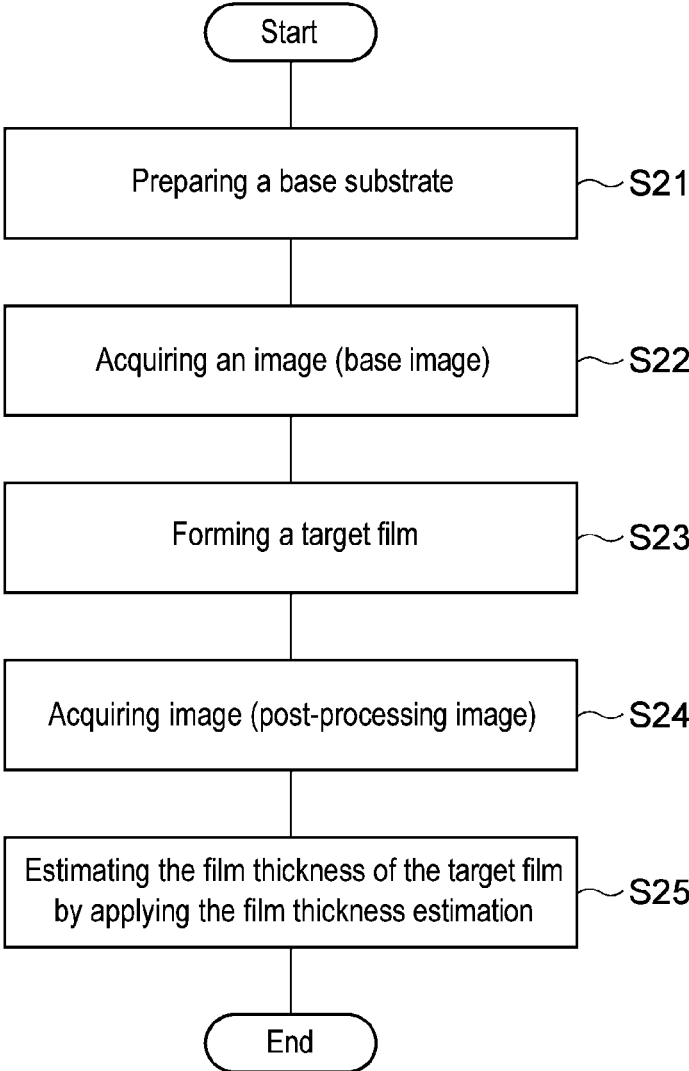 Start
Preparing a base substrate
S21
Acquiring an image (base image)
S22
Forming a target film
S23
Acquiring image (post-processing image)
S24
Estimating the film thickness of the target film
by applying the film thickness estimation
S25
End